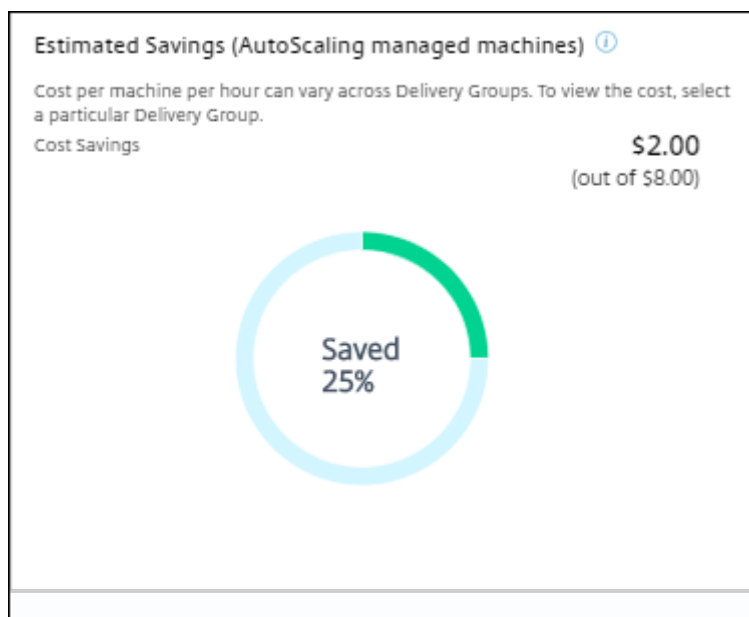 Estimated Savings (AutoScaling managed machines)
Cost per machine per hour can vary across Delivery Groups. To view the cost, select
a particular Delivery Group.
Cost Savings
$2.00
(out of $8.00)
Saved
25%